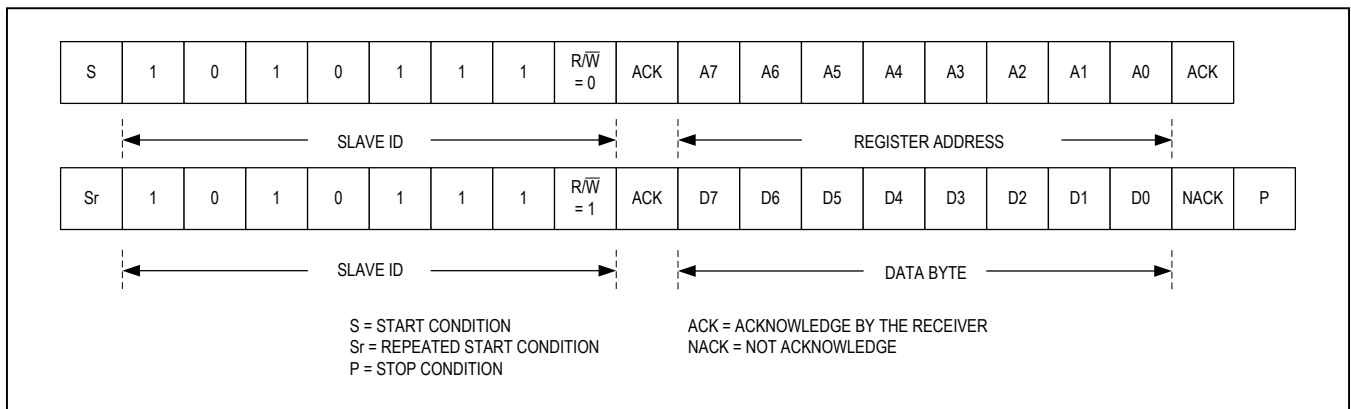 S 1 0 1 0 1 1 1 R/W̅ = 0 ACK A7 A6 A5 A4 A3 A2 A1 A0 ACK
SLAVE ID REGISTER ADDRESS
Sr 1 0 1 0 1 1 1 R/W̅ = 1 ACK D7 D6 D5 D4 D3 D2 D1 D0 NACK P
SLAVE ID DATA BYTE
S = START CONDITION
Sr = REPEATED START CONDITION
P = STOP CONDITION
ACK = ACKNOWLEDGE BY THE RECEIVER
NACK = NOT ACKNOWLEDGE